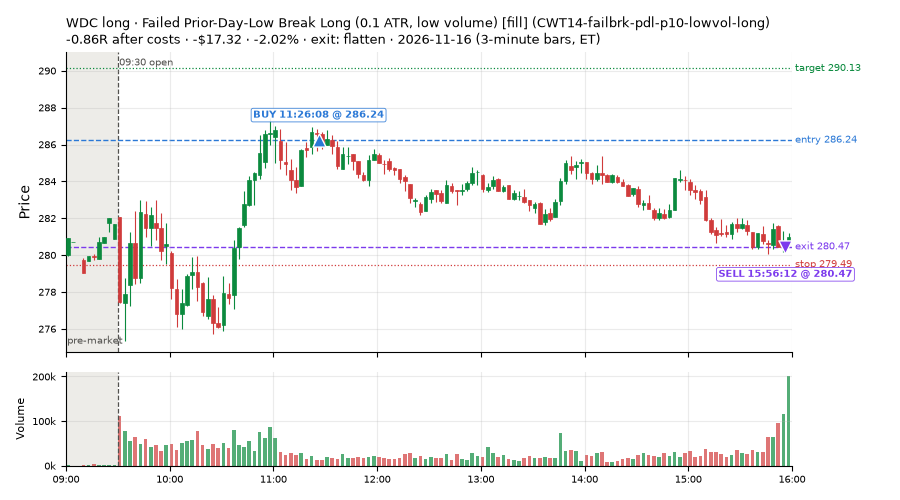 WDC long · Failed Prior-Day-Low Break Long (0.1 ATR, low volume) [fill] (CWT14-failbrk-pdl-p10-lowvol-long)
-0.86R after costs · -$17.32 · -2.02% · exit: flatten · 2026-11-16 (3-minute bars, ET)
09:30 open
target 290.13
290
288
BUY 11:26:08 @ 286.24
entry 286.24
286
284
Price
282
exit 280.47
280
stop 279.49
SELL 15:56:12 @ 280.47
278
276
pre-market
200k
Volume
100k
0k
09:00 10:00 11:00 12:00 13:00 14:00 15:00 16:00